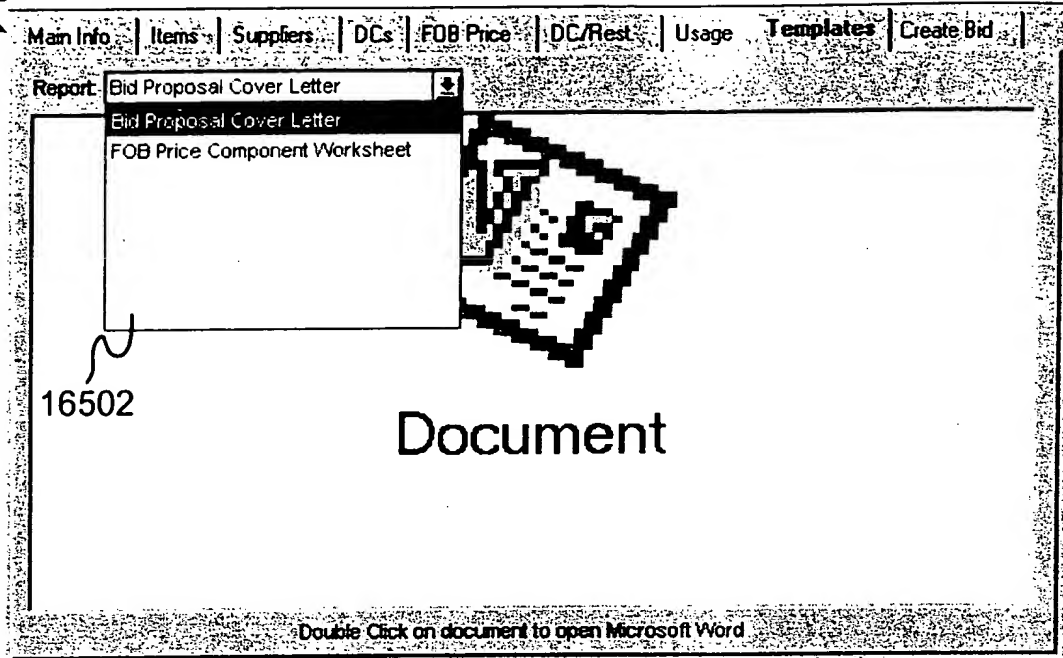 Main Info Items Suppliers DCs FOB Price DC/Rest. Usage Templates Create Bid
Report: Bid Proposal Cover Letter
Bid Proposal Cover Letter
FOB Price Component Worksheet
16502
Document
Double Click on document to open Microsoft Word